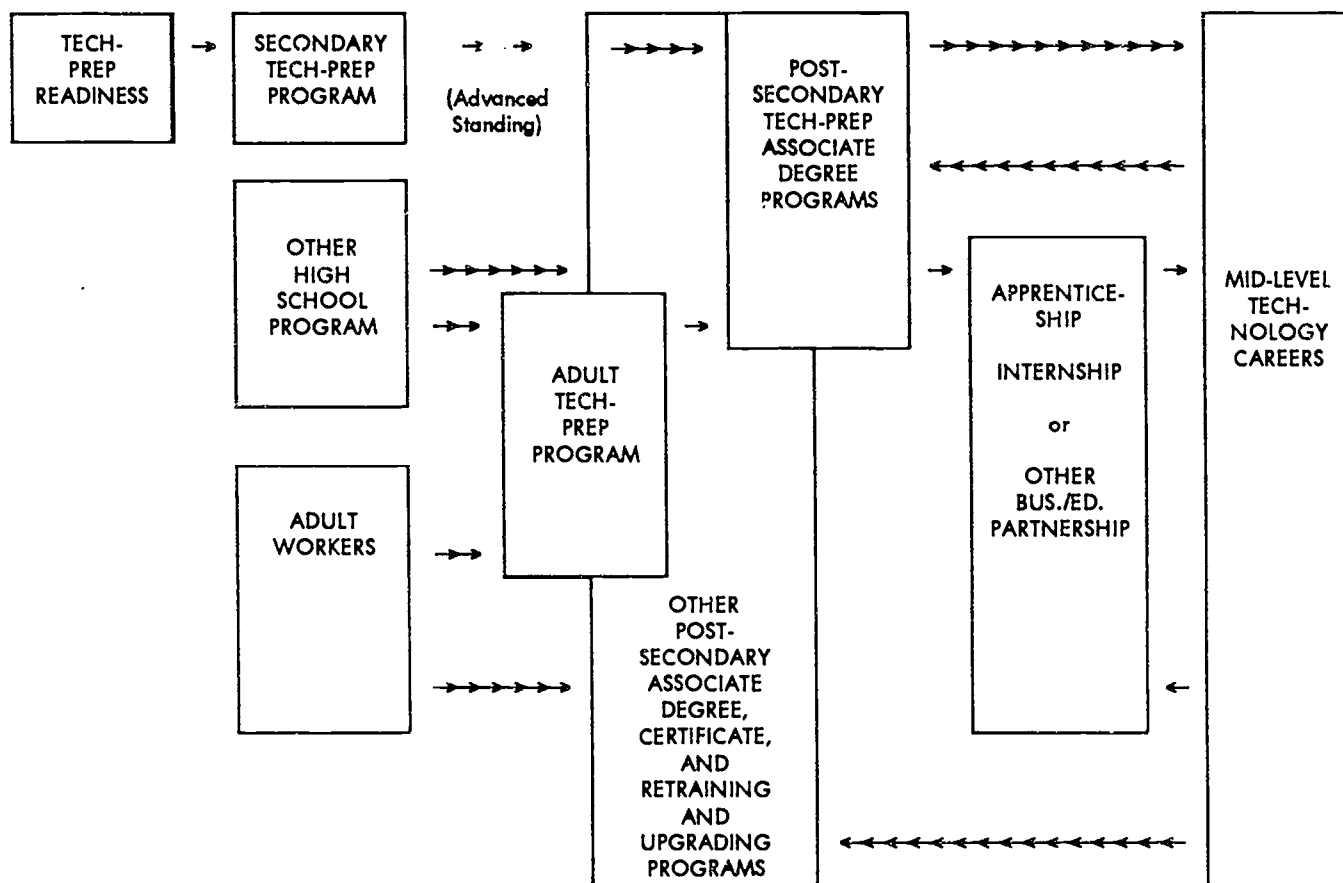 TECH-
PREP
READINESS
SECONDARY
TECH-PREP
PROGRAM
(Advanced
Standing)
POST-
SECONDARY
TECH-PREP
ASSOCIATE
DEGREE
PROGRAMS
OTHER
HIGH
SCHOOL
PROGRAM
ADULT
TECH-
PREP
PROGRAM
APPRENTICE-
SHIP
INTERNSHIP
or
OTHER
BUS./ED.
PARTNERSHIP
MID-LEVEL
TECH-
NOLOGY
CAREERS
ADULT
WORKERS
OTHER
POST-
SECONDARY
ASSOCIATE
DEGREE,
CERTIFICATE,
AND
RETRAINING
AND
UPGRADING
PROGRAMS